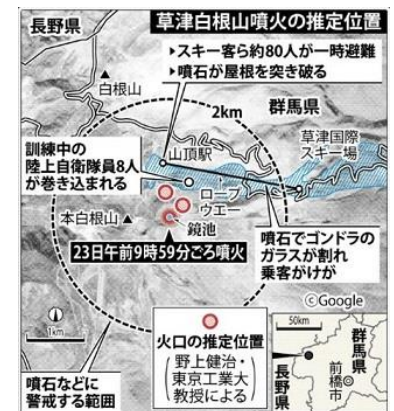 長野県
草津白根山噴火の推定位置
▸スキー客ら約80人が一時避難
▸噴石が屋根を突き破る
▲
白根山
2km
群馬県
訓練中の
陸上自衛隊員8人
が巻き込まれる
山頂駅
草津国際
スキー場
ロープ
ウエー
本白根山▲
鏡池
23日午前9時59分ごろ噴火
噴石でゴンドラの
ガラスが割れ
乗客がけが
©Google
1km
火口の推定位置
(野上健治・
東京工業大
教授による)
噴石などに
警戒する範囲
50km
群馬県
前橋市
長野県